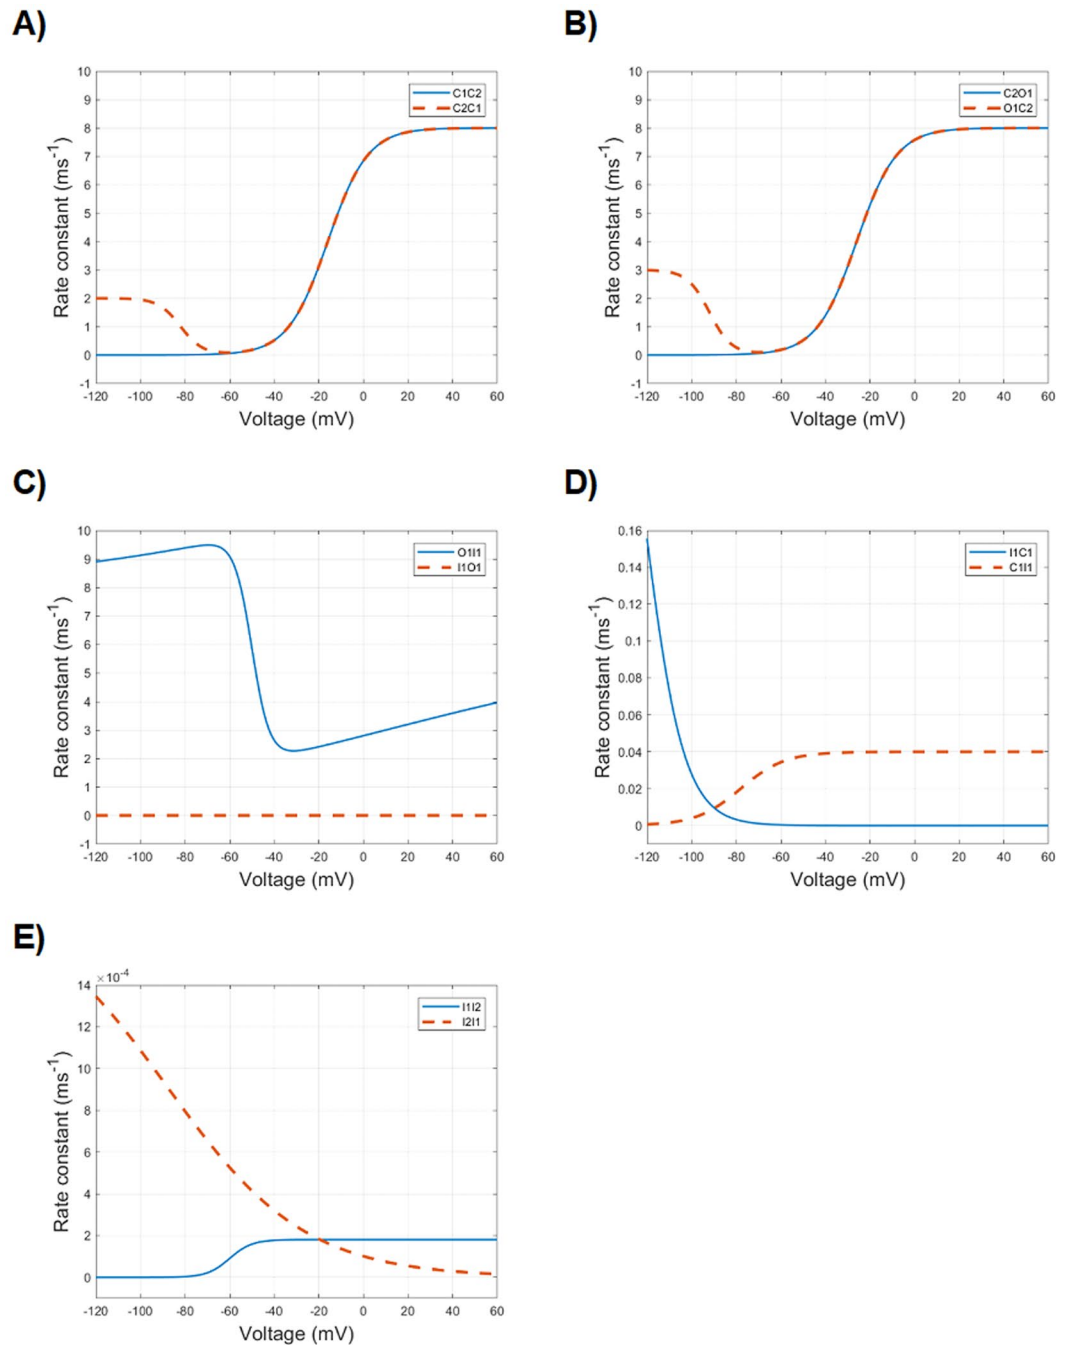 A)
10
9
8
7
6
5
4
3
2
1
0
-1
-120 -100 -80 -60 -40 -20 0 20 40 60
Rate constant (ms-1)
Voltage (mV)
C1C2
C2C1
B)
10
9
8
7
6
5
4
3
2
1
0
-1
-120 -100 -80 -60 -40 -20 0 20 40 60
Rate constant (ms-1)
Voltage (mV)
C2O1
O1C2
C)
10
9
8
7
6
5
4
3
2
1
0
-1
-120 -100 -80 -60 -40 -20 0 20 40 60
Rate constant (ms-1)
Voltage (mV)
O1I1
I1O1
D)
0.16
0.14
0.12
0.1
0.08
0.06
0.04
0.02
0
-120 -100 -80 -60 -40 -20 0 20 40 60
Rate constant (ms-1)
Voltage (mV)
I1C1
C1I1
E)
×10-4
14
12
10
8
6
4
2
0
-120 -100 -80 -60 -40 -20 0 20 40 60
Rate constant (ms-1)
Voltage (mV)
I1I2
I2I1